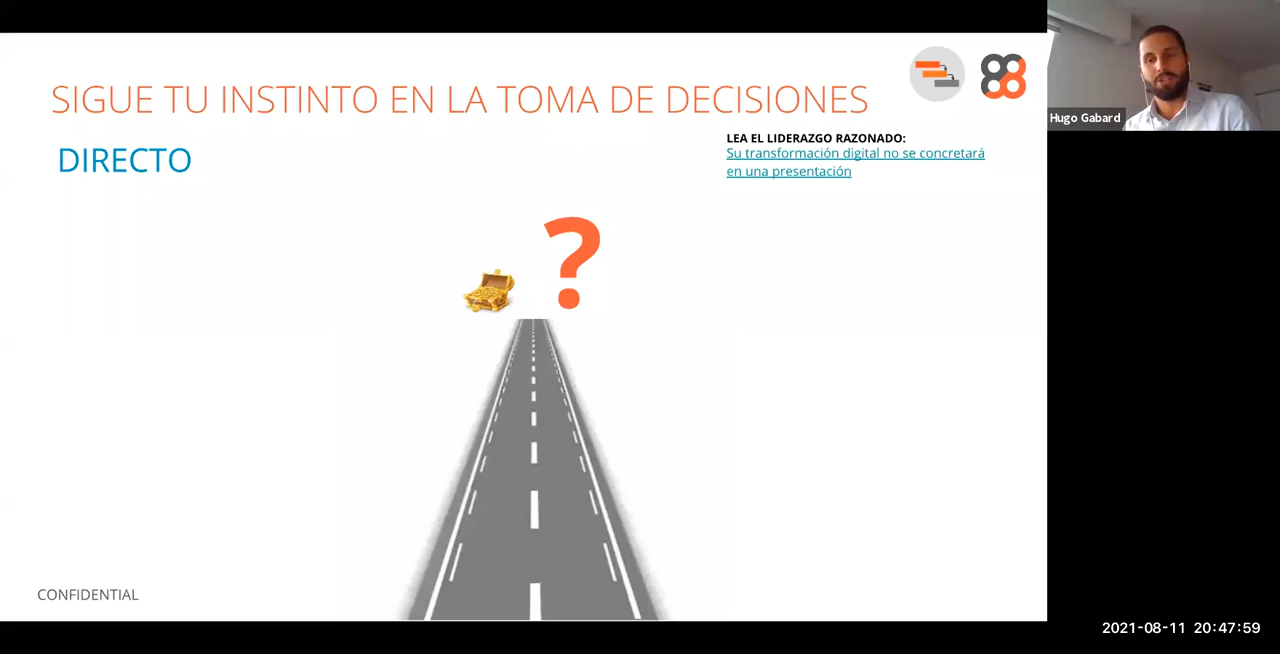 SIGUE TU INSTINTO EN LA TOMA DE DECISIONES
DIRECTO
LEA EL LIDERAZGO RAZONADO:
Su transformación digital no se concretará
en una presentación
?
CONFIDENTIAL
Hugo Gabard
2021-08-11 20:47:59